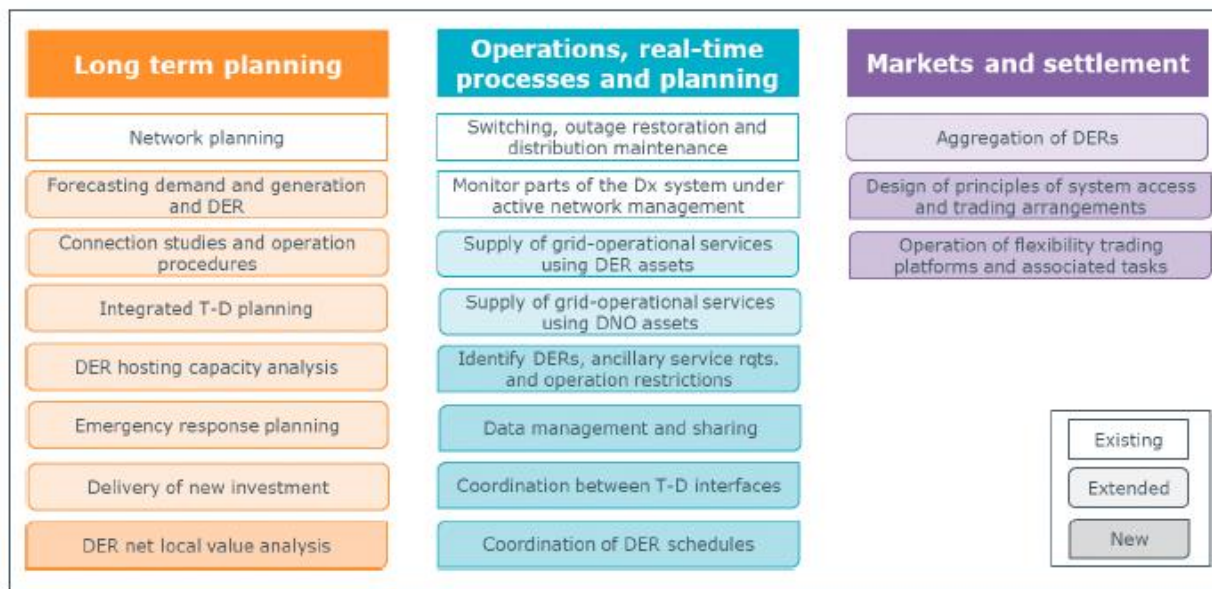 Long term planning
Network planning
Forecasting demand and generation
and DER
Connection studies and operation
procedures
Integrated T-D planning
DER hosting capacity analysis
Emergency response planning
Delivery of new investment
DER net local value analysis
Operations, real-time
processes and planning
Switching, outage restoration and
distribution maintenance
Monitor parts of the Dx system under
active network management
Supply of grid-operational services
using DER assets
Supply of grid-operational services
using DNO assets
Identify DERs, ancillary service rqts.
and operation restrictions
Data management and sharing
Coordination between T-D interfaces
Coordination of DER schedules
Markets and settlement
Aggregation of DERs
Design of principles of system access
and trading arrangements
Operation of flexibility trading
platforms and associated tasks
Existing
Extended
New